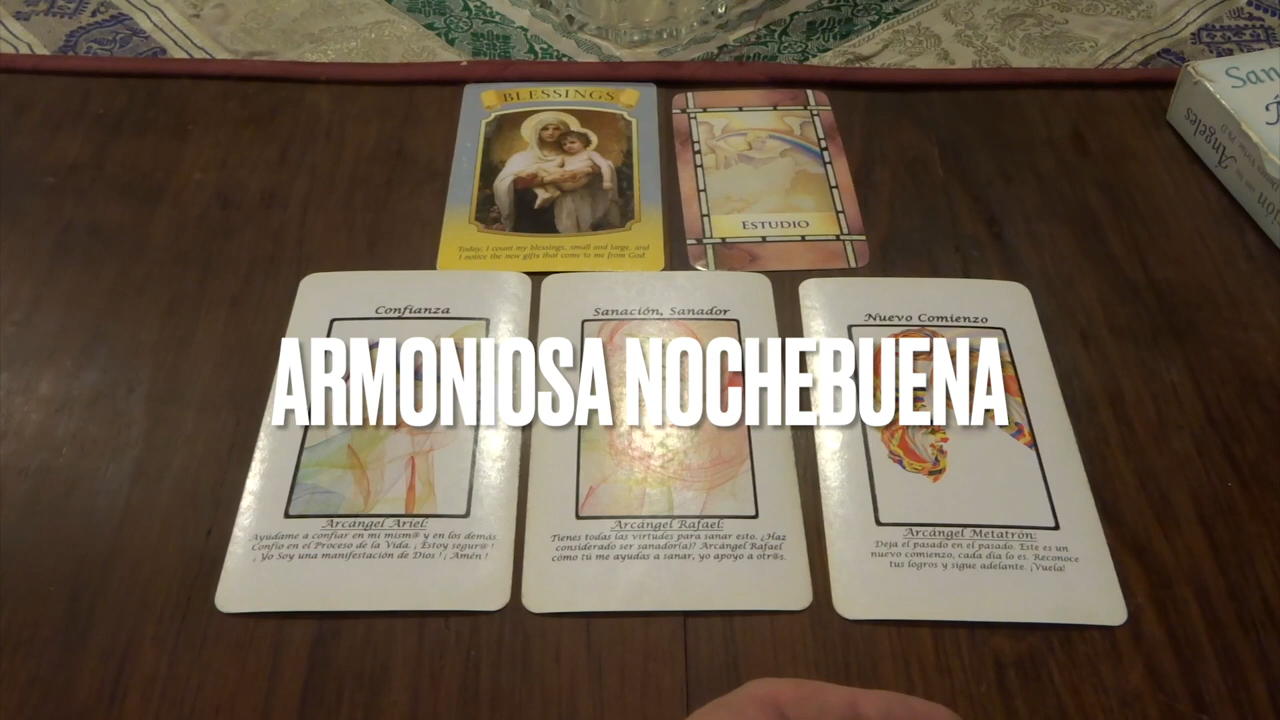 BLESSINGS
Today, I count my blessings, small and large, and
I notice the new gifts that come to me from God.
ESTUDIO
San
Ángeles
Confianza
Sanación, Sanador
Nuevo Comienzo
ARMONIOSA NOCHEBUENA
Arcángel Ariel:
Ayúdame a confiar en mi mism@ y en los demás.
Confío en el Proceso de la Vida. ¡ Estoy segur@ !
¡ Yo Soy una manifestación de Dios ! ¡ Amén !
Arcángel Rafael:
Tienes todas las virtudes para sanar esto. ¿Haz
considerado ser sanador(a)? Arcángel Rafael
cómo tú me ayudas a sanar, yo apoyo a otr@s.
Arcángel Metatrón:
Deja el pasado en el pasado. Este es un
nuevo comienzo, cada día lo es. Reconoce
tus logros y sigue adelante. ¡Vuela!